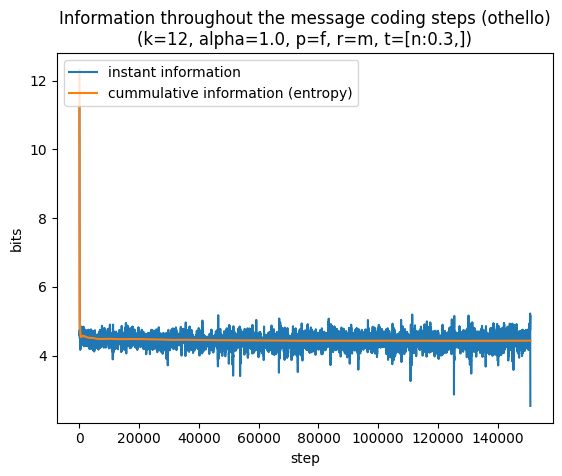 Information throughout the message coding steps (othello)
(k=12, alpha=1.0, p=f, r=m, t=[n:0.3,])
instant information
cummulative information (entropy)
12
10
8
6
4
bits
0 20000 40000 60000 80000 100000 120000 140000
step